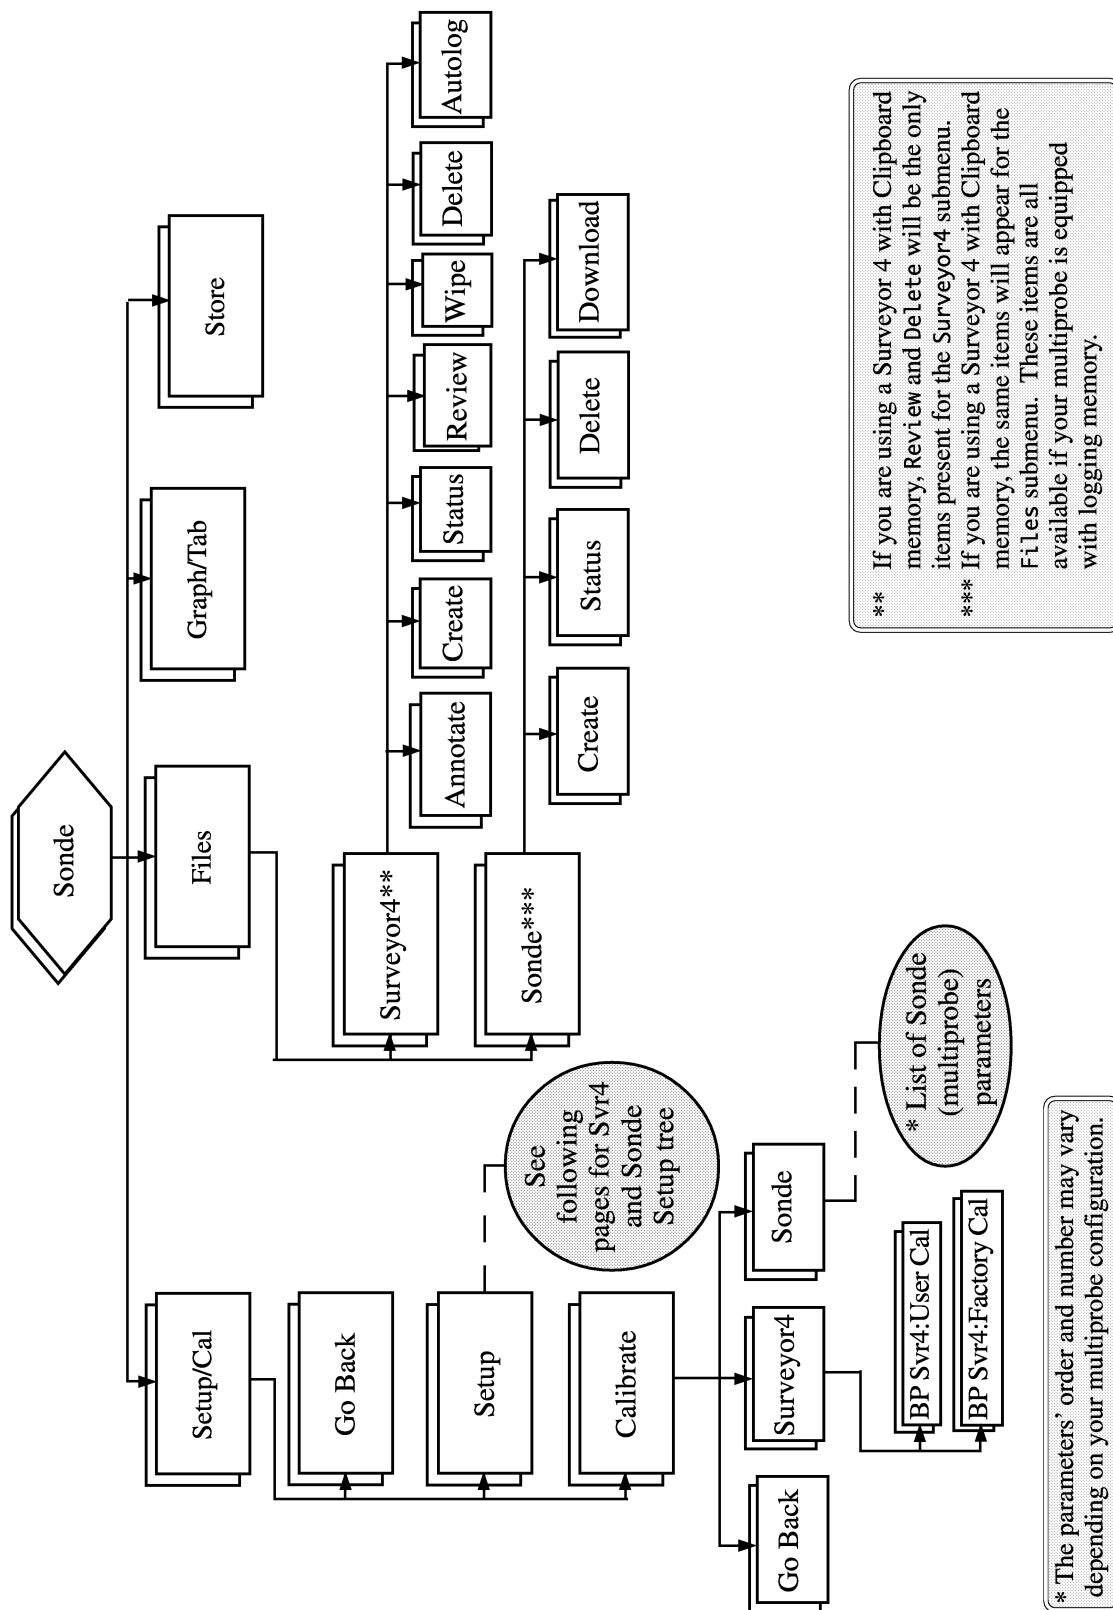 Sonde
Setup/Cal
Files
Graph/Tab
Store
Go Back
Setup
Calibrate
See
following
pages for Svr4
and Sonde
Setup tree
Go Back
Surveyor4
Sonde
BP Svr4:User Cal
BP Svr4:Factory Cal
* List of Sonde
(multiprobe)
parameters
Surveyor4**
Annotate
Create
Status
Review
Wipe
Delete
Autolog
Sonde***
Create
Status
Delete
Download
* The parameters’ order and number may vary
depending on your multiprobe configuration.
** If you are using a Surveyor 4 with Clipboard
memory, Review and Delete will be the only
items present for the Surveyor4 submenu.
*** If you are using a Surveyor 4 with Clipboard
memory, the same items will appear for the
Files submenu. These items are all
available if your multiprobe is equipped
with logging memory.